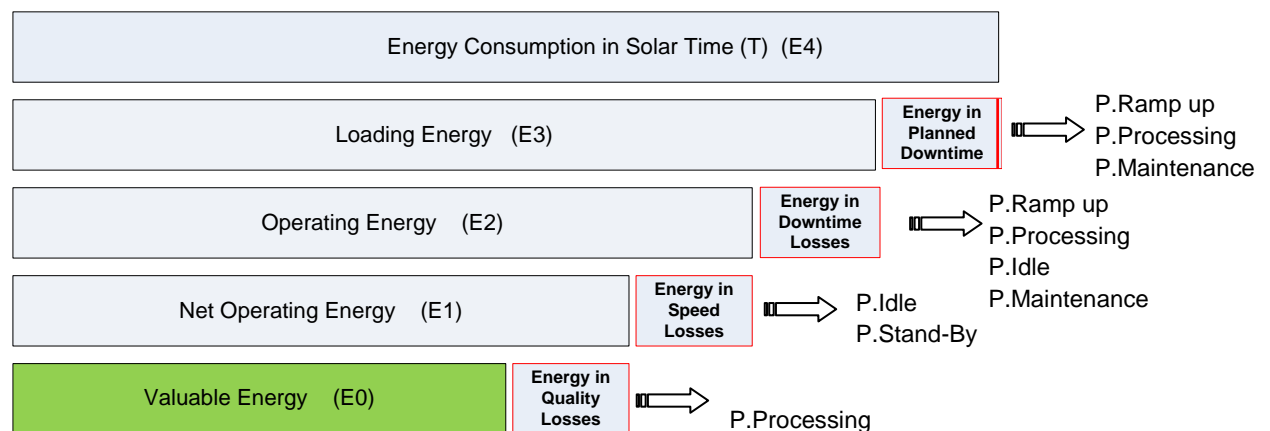 Energy Consumption in Solar Time (T) (E4)
Loading Energy (E3)
Energy in
Planned
Downtime
P.Ramp up
P.Processing
P.Maintenance
Operating Energy (E2)
Energy in
Downtime
Losses
P.Ramp up
P.Processing
P.Idle
P.Maintenance
Net Operating Energy (E1)
Energy in
Speed
Losses
P.Idle
P.Stand-By
Valuable Energy (E0)
Energy in
Quality
Losses
P.Processing